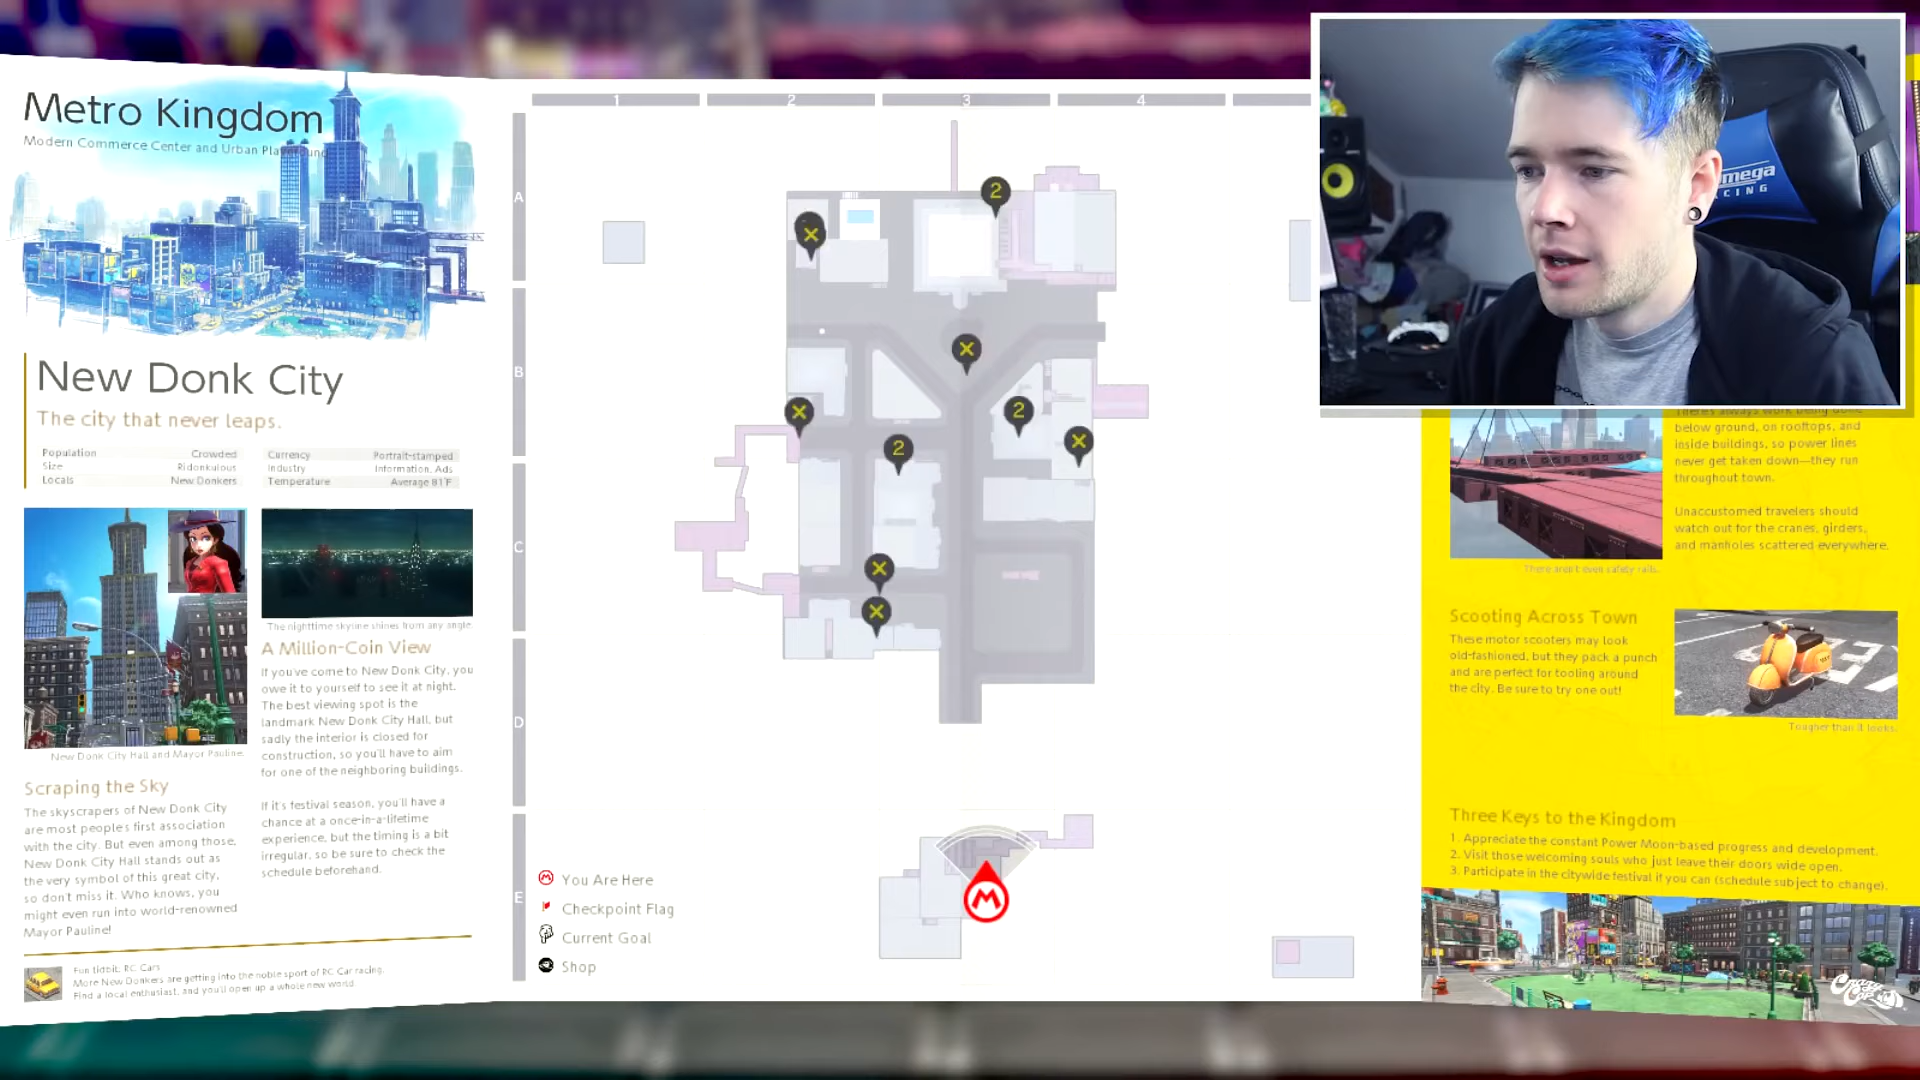 Metro Kingdom
Modern Commerce Center and Urban Playground
New Donk City
The city that never leaps.
Population Crowded
Size Ridonkulous
Locals New Donkers
Currency Portrait-stamped
Industry Information, Ads
Temperature Average 81°F
New Donk City Hall and Mayor Pauline.
Scraping the Sky
The skyscrapers of New Donk City
are most people's first association
with the city. But even among those,
New Donk City Hall stands out as
the very symbol of this great city,
so don't miss it. Who knows, you
might even run into world-renowned
Mayor Pauline!
The nighttime skyline shines from any angle.
A Million-Coin View
If you've come to New Donk City, you
owe it to yourself to see it at night.
The best viewing spot is the
landmark New Donk City Hall, but
sadly the interior is closed for
construction, so you'll have to aim
for one of the neighboring buildings.
If it's festival season, you'll have a
chance at a once-in-a-lifetime
experience, but the timing is a bit
irregular, so be sure to check the
schedule beforehand.
Fun tidbit: RC Cars
More New Donkers are getting into the noble sport of RC Car racing.
Find a local enthusiast, and you'll open up a whole new world.
1 2 3 4
A
B
C
D
E
2
2
2
You Are Here
Checkpoint Flag
Current Goal
Shop
There's always work being done
below ground, on rooftops, and
inside buildings, so power lines
never get taken down—they run
throughout town.
Unaccustomed travelers should
watch out for the cranes, girders,
and manholes scattered everywhere.
There aren't even safety rails.
Scooting Across Town
These motor scooters may look
old-fashioned, but they pack a punch
and are perfect for tooling around
the city. Be sure to try one out!
Tougher than it looks.
Three Keys to the Kingdom
1. Appreciate the constant Power Moon-based progress and development.
2. Visit those welcoming souls who just leave their doors wide open.
3. Participate in the citywide festival if you can (schedule subject to change).
mega
CING